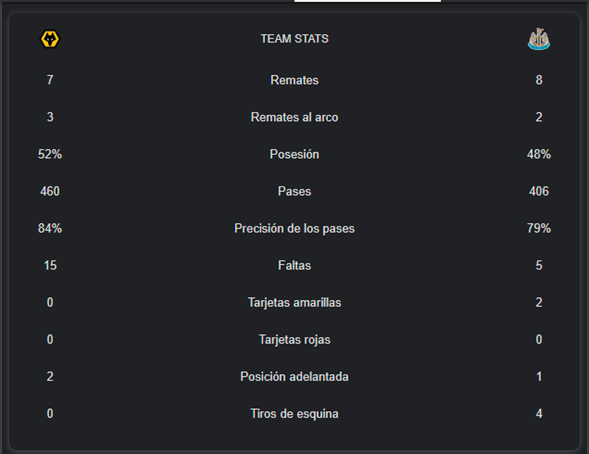 TEAM STATS
7 Remates 8
3 Remates al arco 2
52% Posesión 48%
460 Pases 406
84% Precisión de los pases 79%
15 Faltas 5
0 Tarjetas amarillas 2
0 Tarjetas rojas 0
2 Posición adelantada 1
0 Tiros de esquina 4